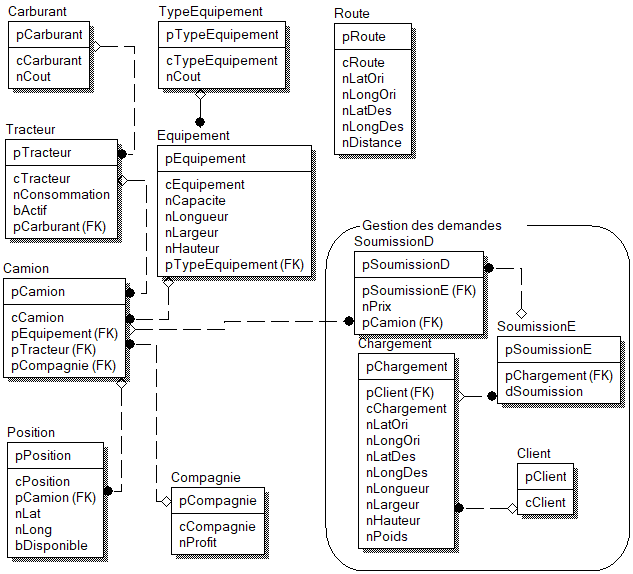 Carburant
pCarburant
cCarburant
nCout
TypeEquipement
pTypeEquipement
cTypeEquipement
nCout
Route
pRoute
cRoute
nLatOri
nLongOri
nLatDes
nLongDes
nDistance
Tracteur
pTracteur
cTracteur
nConsommation
bActif
pCarburant (FK)
Equipement
pEquipement
cEquipement
nCapacite
nLongueur
nLargeur
nHauteur
pTypeEquipement (FK)
Camion
pCamion
cCamion
pEquipement (FK)
pTracteur (FK)
pCompagnie (FK)
Gestion des demandes
SoumissionD
pSoumissionD
pSoumissionE (FK)
nPrix
pCamion (FK)
SoumissionE
pSoumissionE
pChargement (FK)
dSoumission
Chargement
pChargement
pClient (FK)
cChargement
nLatOri
nLongOri
nLatDes
nLongDes
nLongueur
nLargeur
nHauteur
nPoids
Client
pClient
cClient
Position
pPosition
cPosition
pCamion (FK)
nLat
nLong
bDisponible
Compagnie
pCompagnie
cCompagnie
nProfit